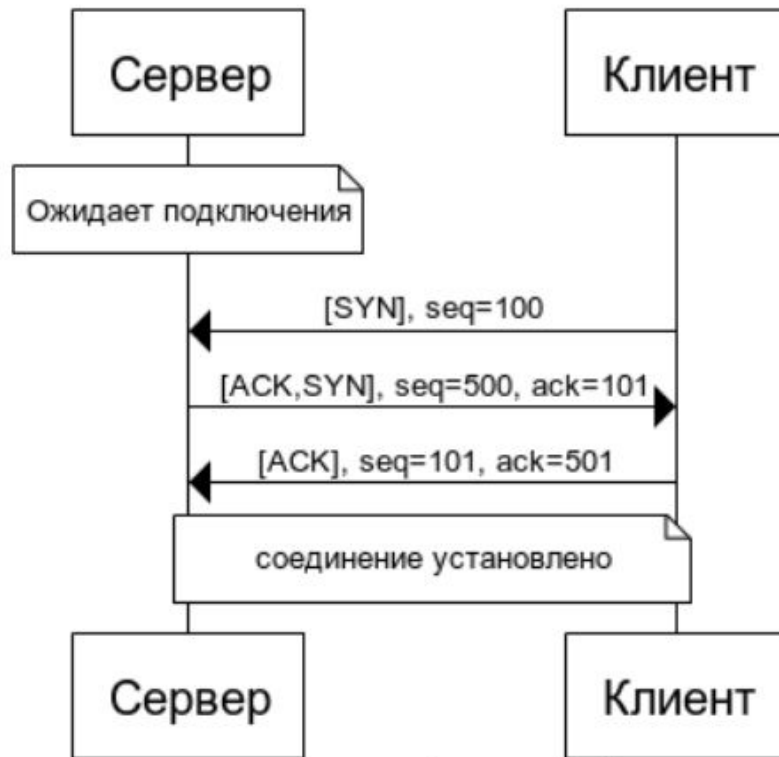 Сервер
Клиент
Ожидает подключения
[SYN], seq=100
[ACK,SYN], seq=500, ack=101
[ACK], seq=101, ack=501
соединение установлено
Сервер
Клиент